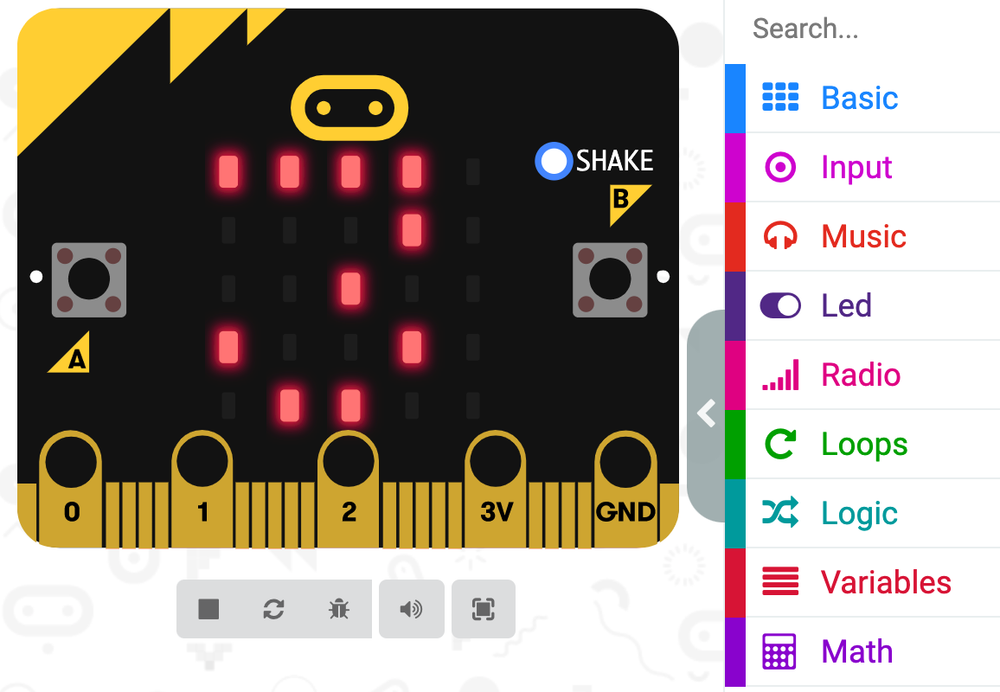 Search...
SHAKE
B
A
0 1 2 3V GND
Basic
Input
Music
Led
Radio
Loops
Logic
Variables
Math